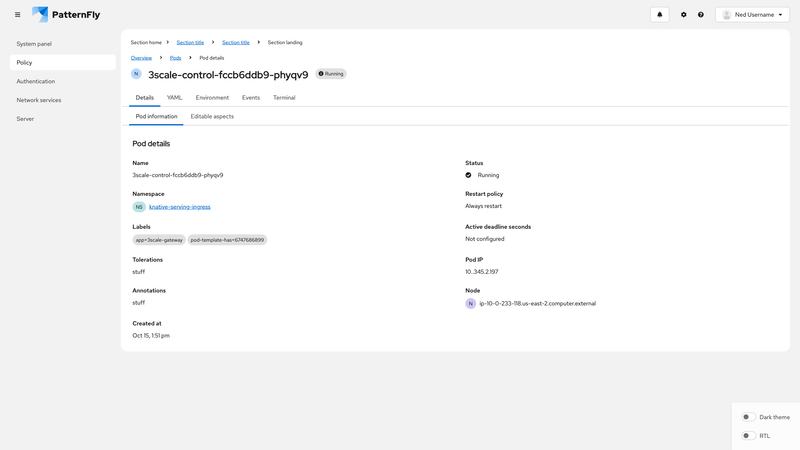 PatternFly
Ned Username
System panel
Policy
Authentication
Network services
Server
Section home > Section title > Section title > Section landing
Overview > Pods > Pod details
N 3scale-control-fccb6ddb9-phyqv9 Running
Details YAML Environment Events Terminal
Pod information Editable aspects
Pod details
Name
3scale-control-fccb6ddb9-phyqv9
Status
Running
Namespace
NS knative-serving-ingress
Restart policy
Always restart
Labels
app=3scale-gateway pod-template-has=6747686899
Active deadline seconds
Not configured
Tolerations
stuff
Pod IP
10..345.2.197
Annotations
stuff
Node
N ip-10-0-233-118.us-east-2.computer.external
Created at
Oct 15, 1:51 pm
Dark theme
RTL